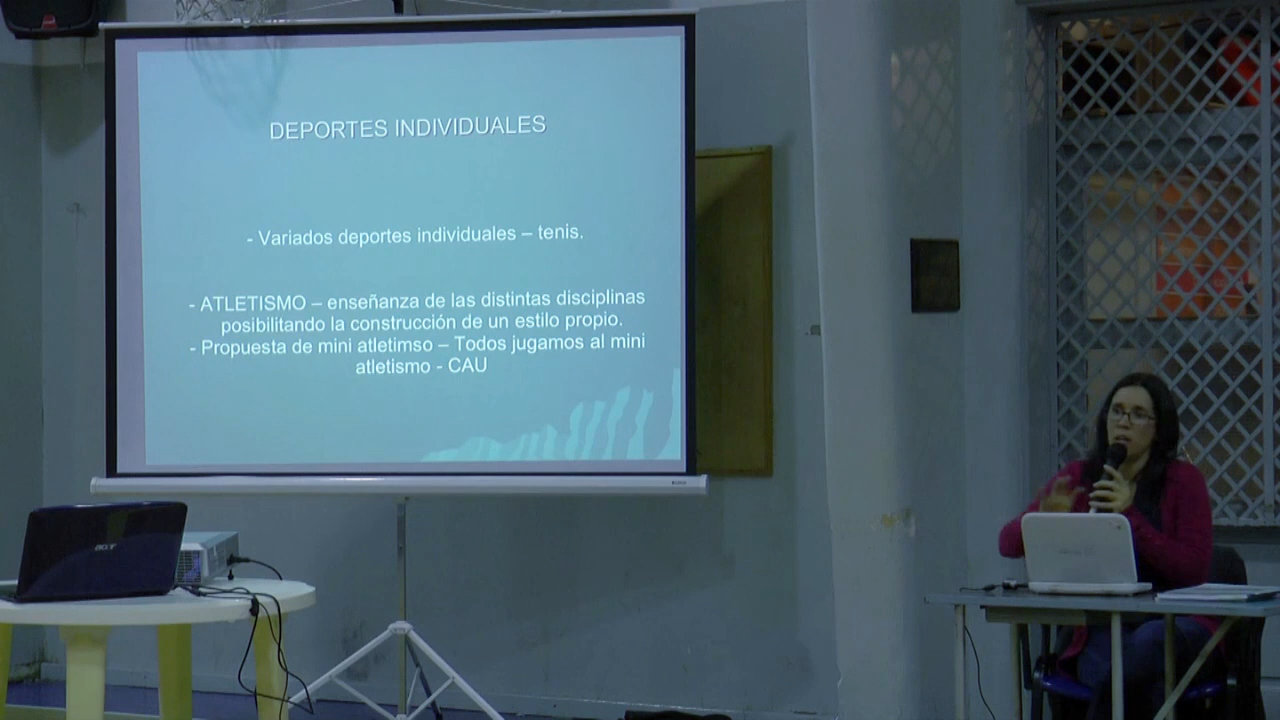 DEPORTES INDIVIDUALES
- Variados deportes individuales – tenis.
- ATLETISMO – enseñanza de las distintas disciplinas
posibilitando la construcción de un estilo propio.
- Propuesta de mini atletimso – Todos jugamos al mini
atletismo - CAU
acer